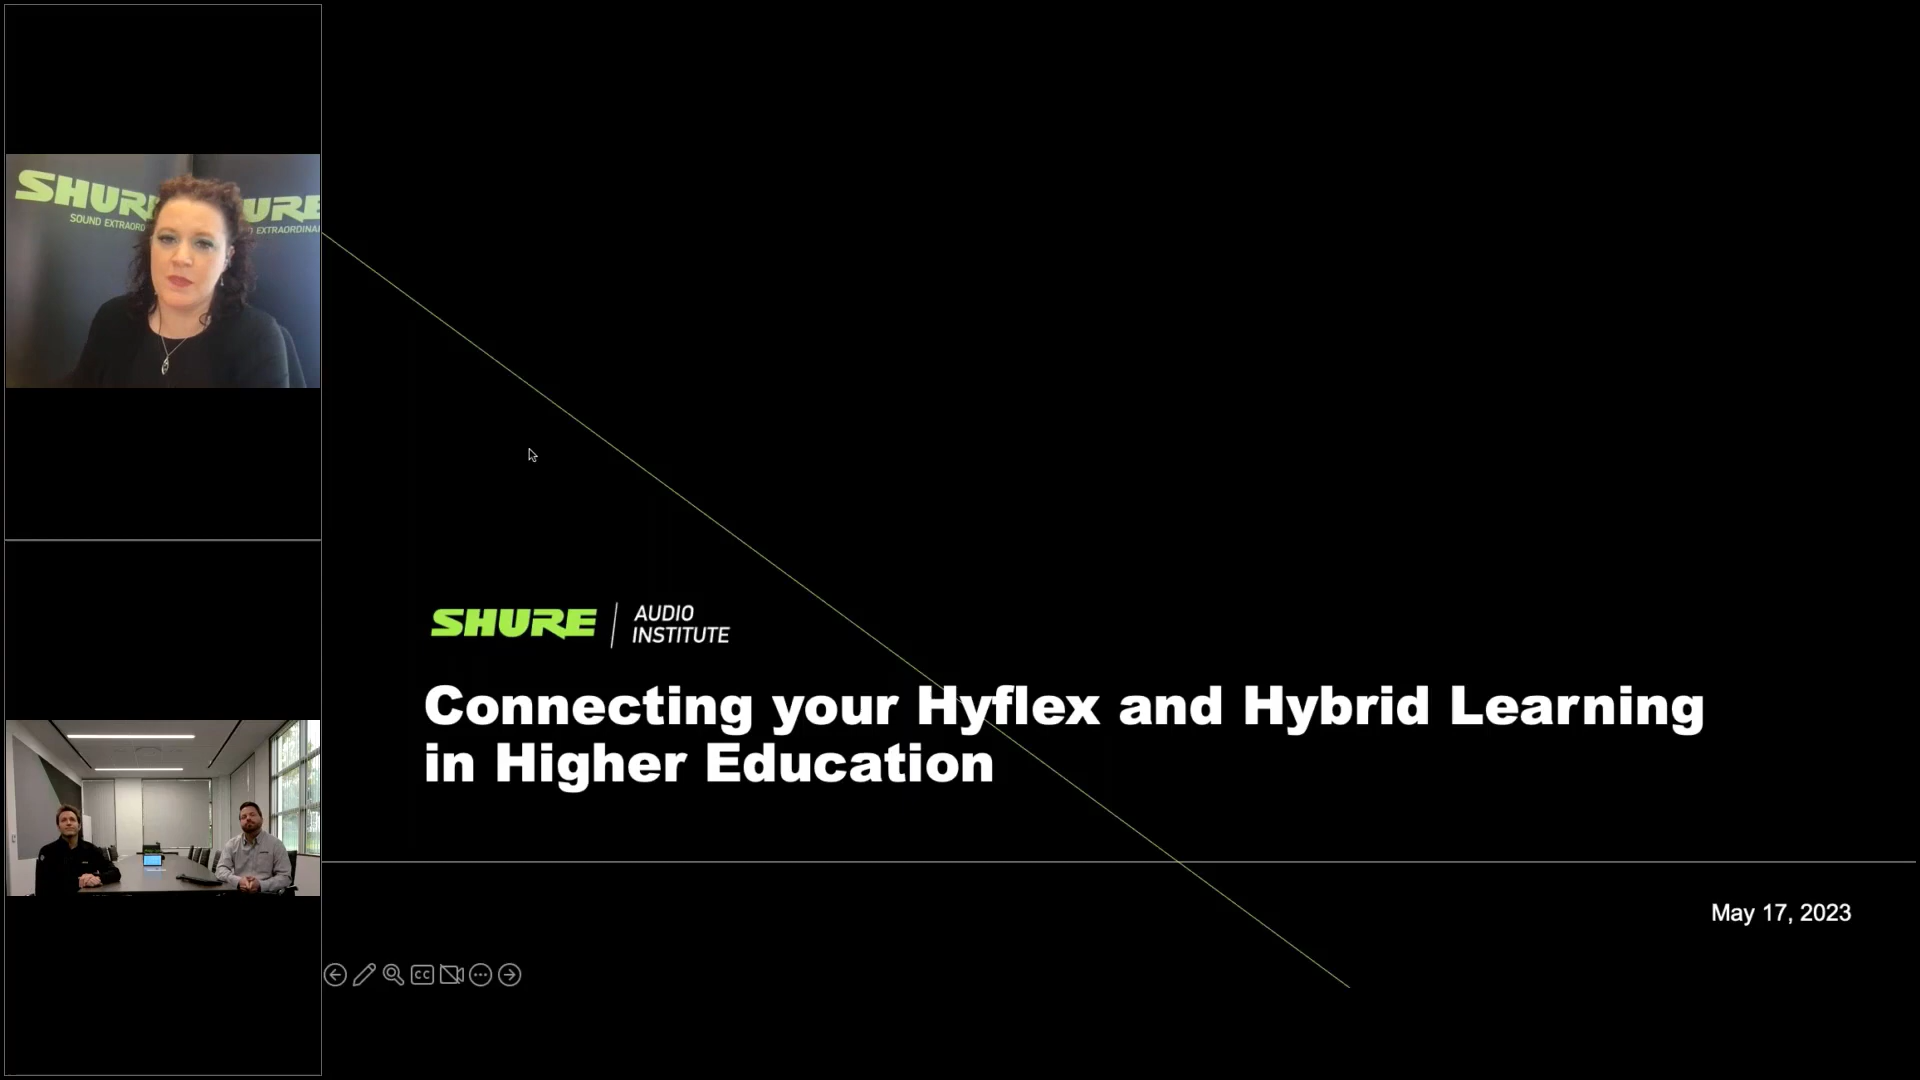 SHURE
SOUND EXTRAORD
URE
EXTRAORDINA
SHURE
AUDIO
INSTITUTE
Connecting your Hyflex and Hybrid Learning
in Higher Education
May 17, 2023
CC